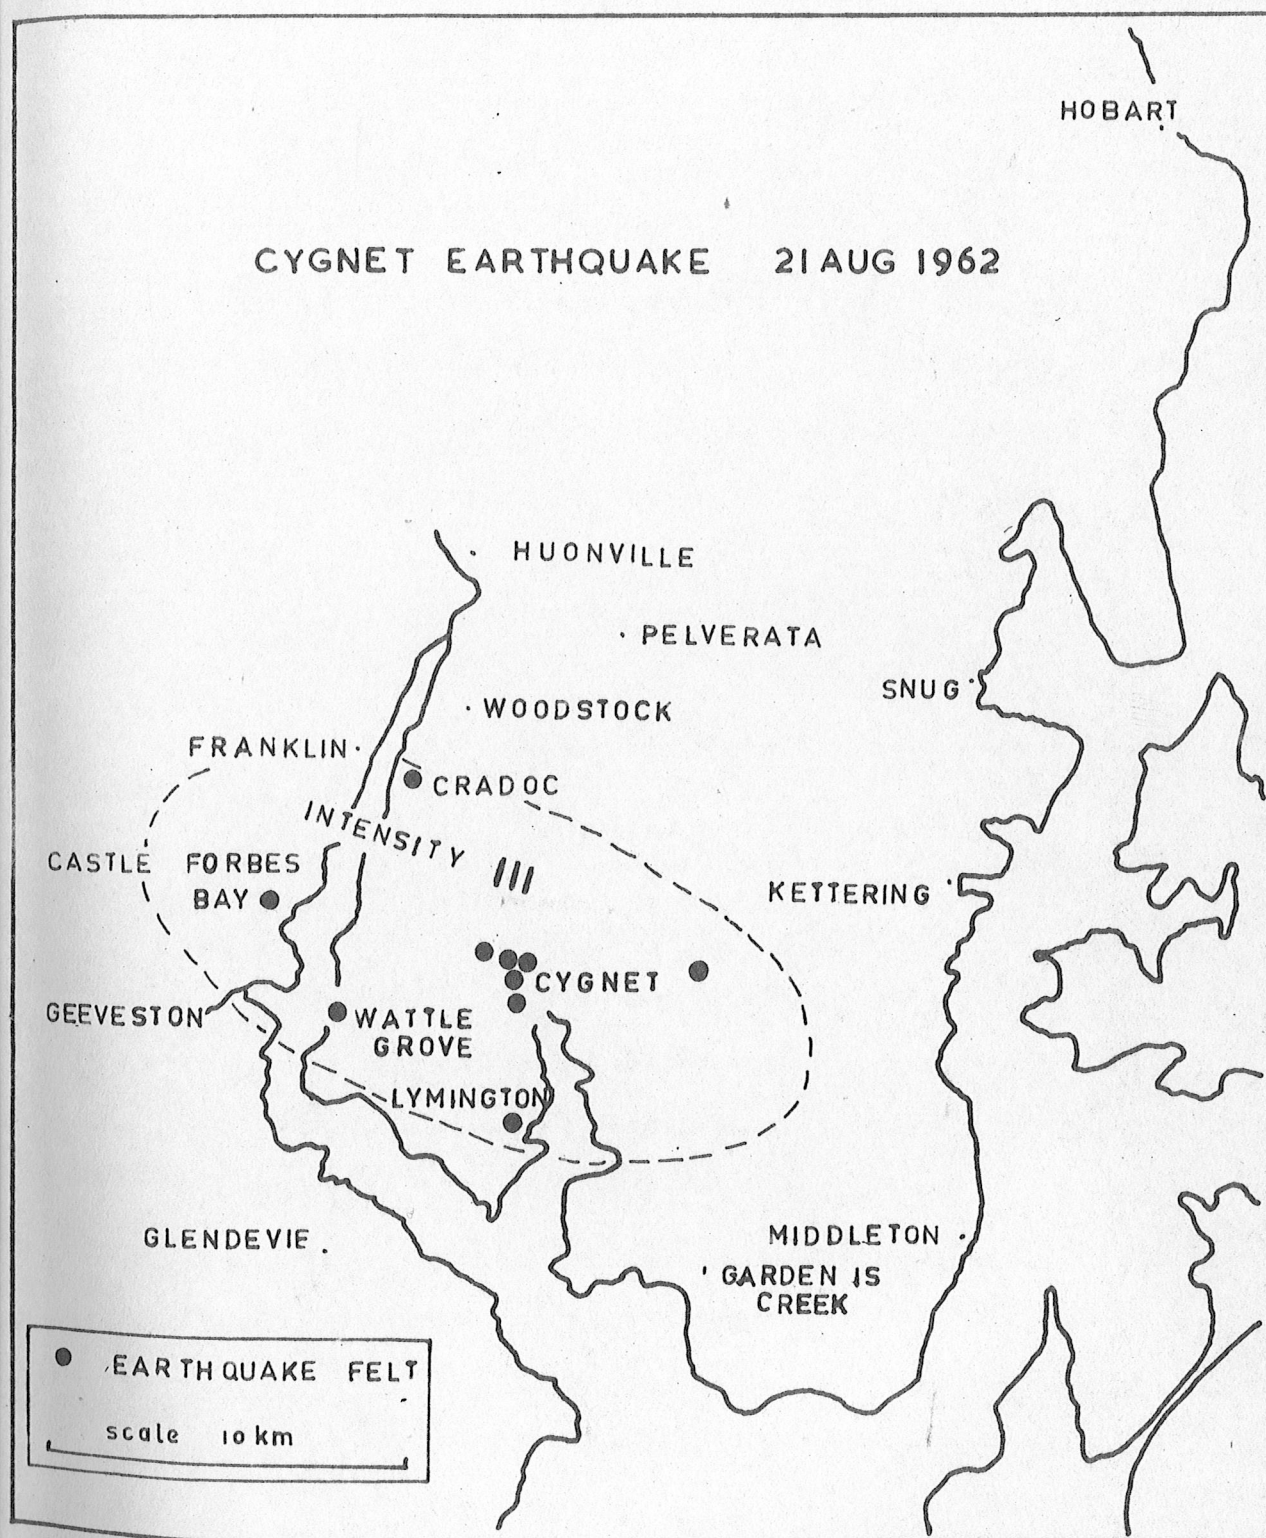 HOBART
CYGNET EARTHQUAKE 21 AUG 1962
HUONVILLE
PELVERATA
SNUG
WOODSTOCK
FRANKLIN
CRADOC
INTENSITY III
CASTLE FORBES
BAY
KETTERING
CYGNET
GEEVESTON
WATTLE
GROVE
LYMINGTON
GLENDEVIE
MIDDLETON
GARDEN IS
CREEK
EARTHQUAKE FELT
scale 10 km